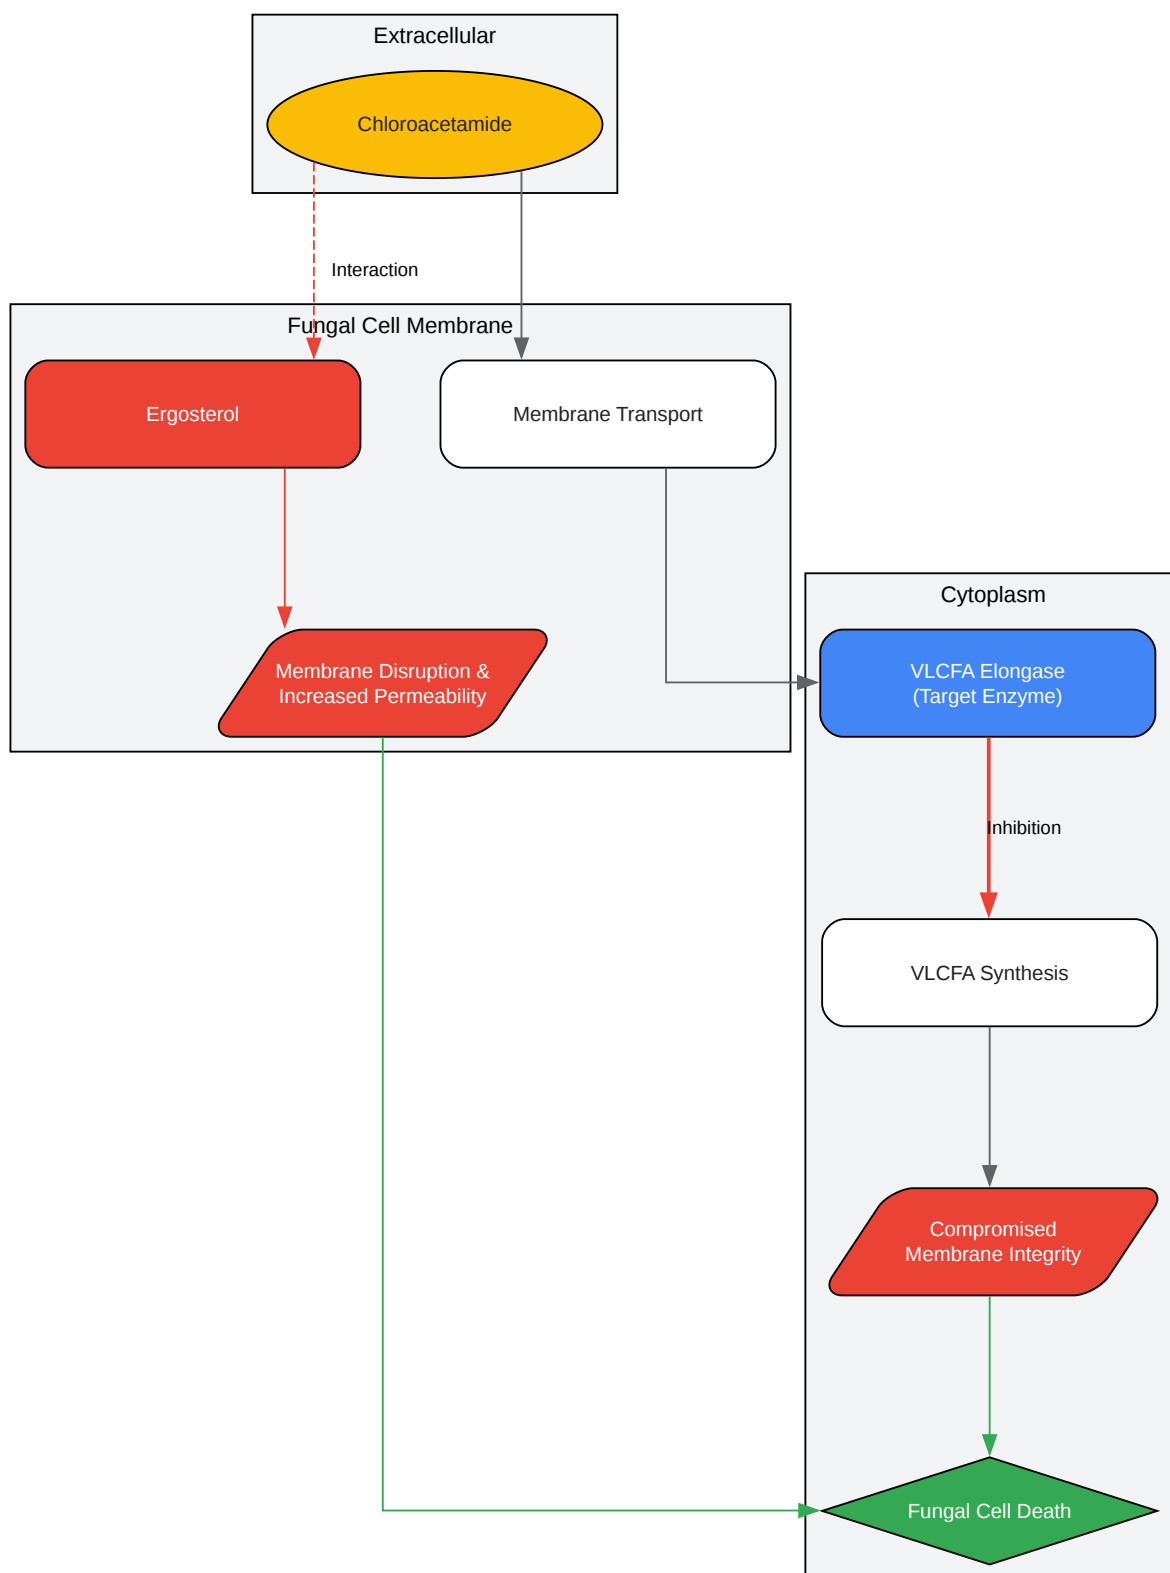 Extracellular
Chloroacetamide
Interaction
Fungal Cell Membrane
Ergosterol
Membrane Transport
Membrane Disruption &
Increased Permeability
Cytoplasm
VLCFA Elongase
(Target Enzyme)
Inhibition
VLCFA Synthesis
Compromised
Membrane Integrity
Fungal Cell Death